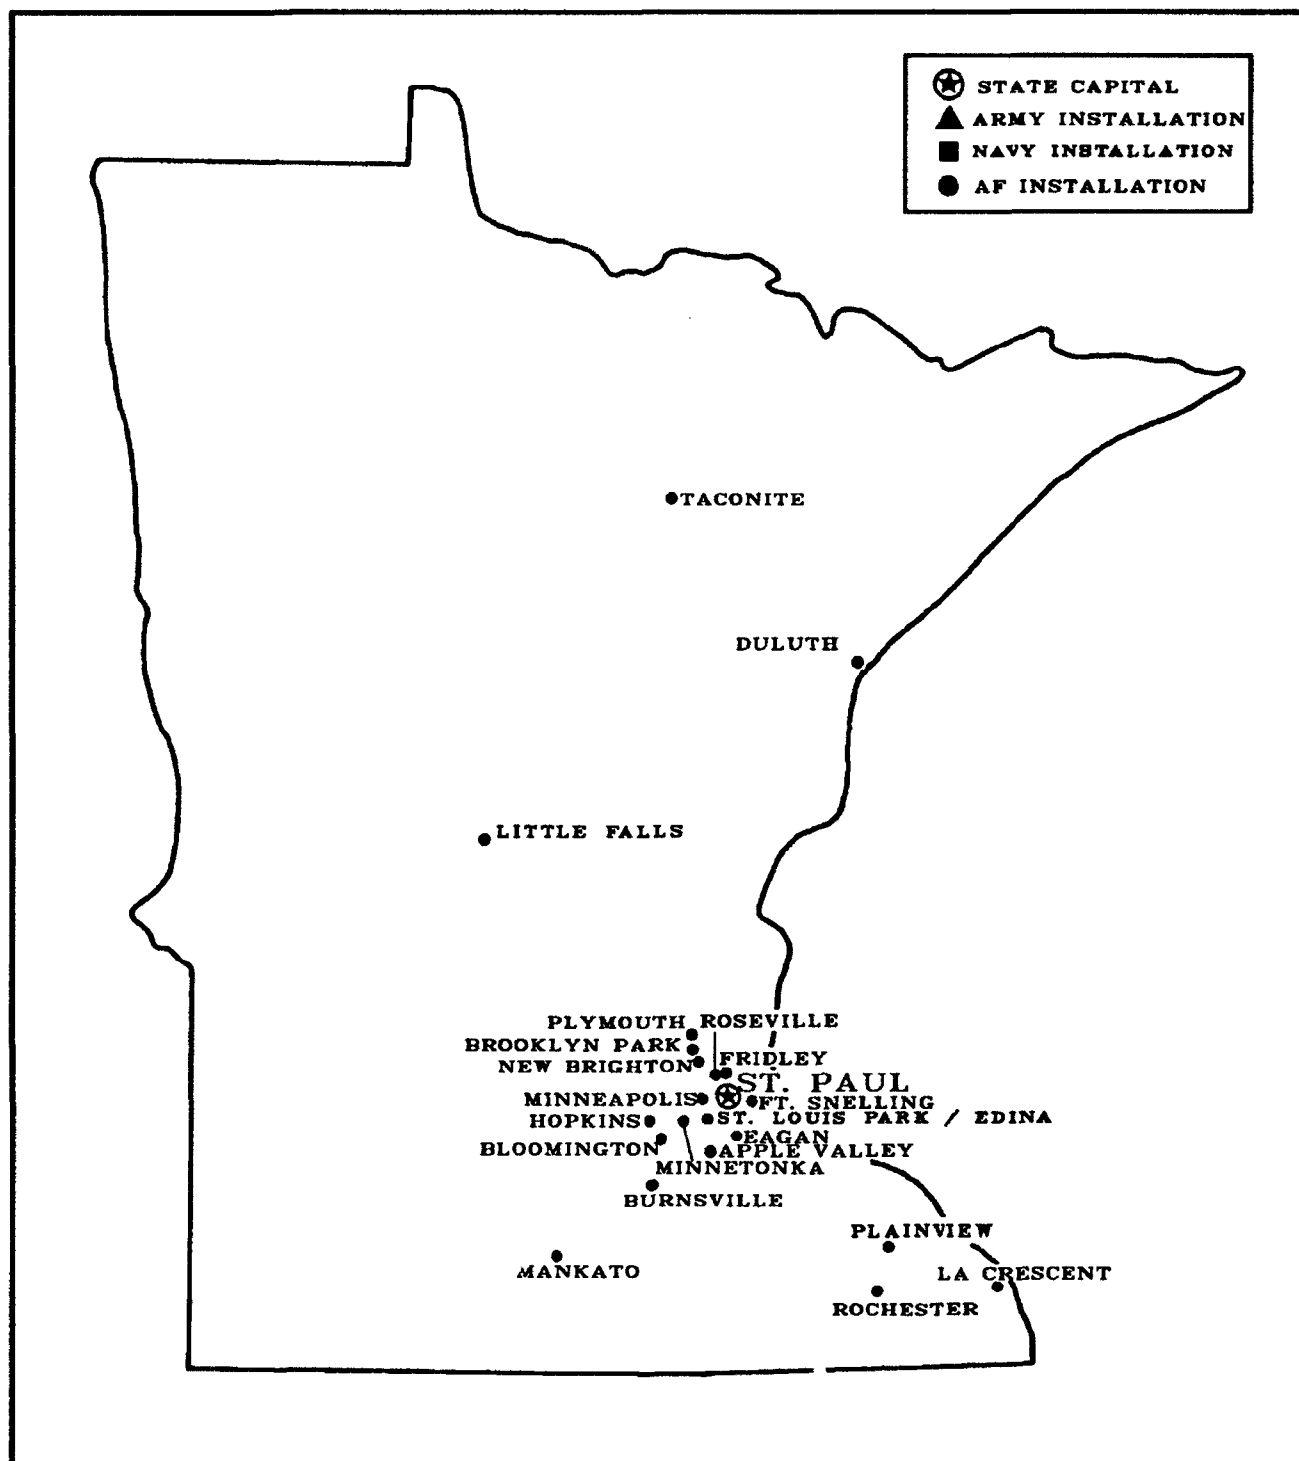 STATE CAPITAL
ARMY INSTALLATION
NAVY INSTALLATION
AF INSTALLATION
TACONITE
DULUTH
LITTLE FALLS
PLYMOUTH
ROSEVILLE
BROOKLYN PARK
NEW BRIGHTON
FRIDLEY
ST. PAUL
MINNEAPOLIS
FT. SNELLING
HOPKINS
ST. LOUIS PARK / EDINA
BLOOMINGTON
EAGAN
APPLE VALLEY
MINNETONKA
BURNSVILLE
PLAINVIEW
MANKATO
LA CRESCENT
ROCHESTER